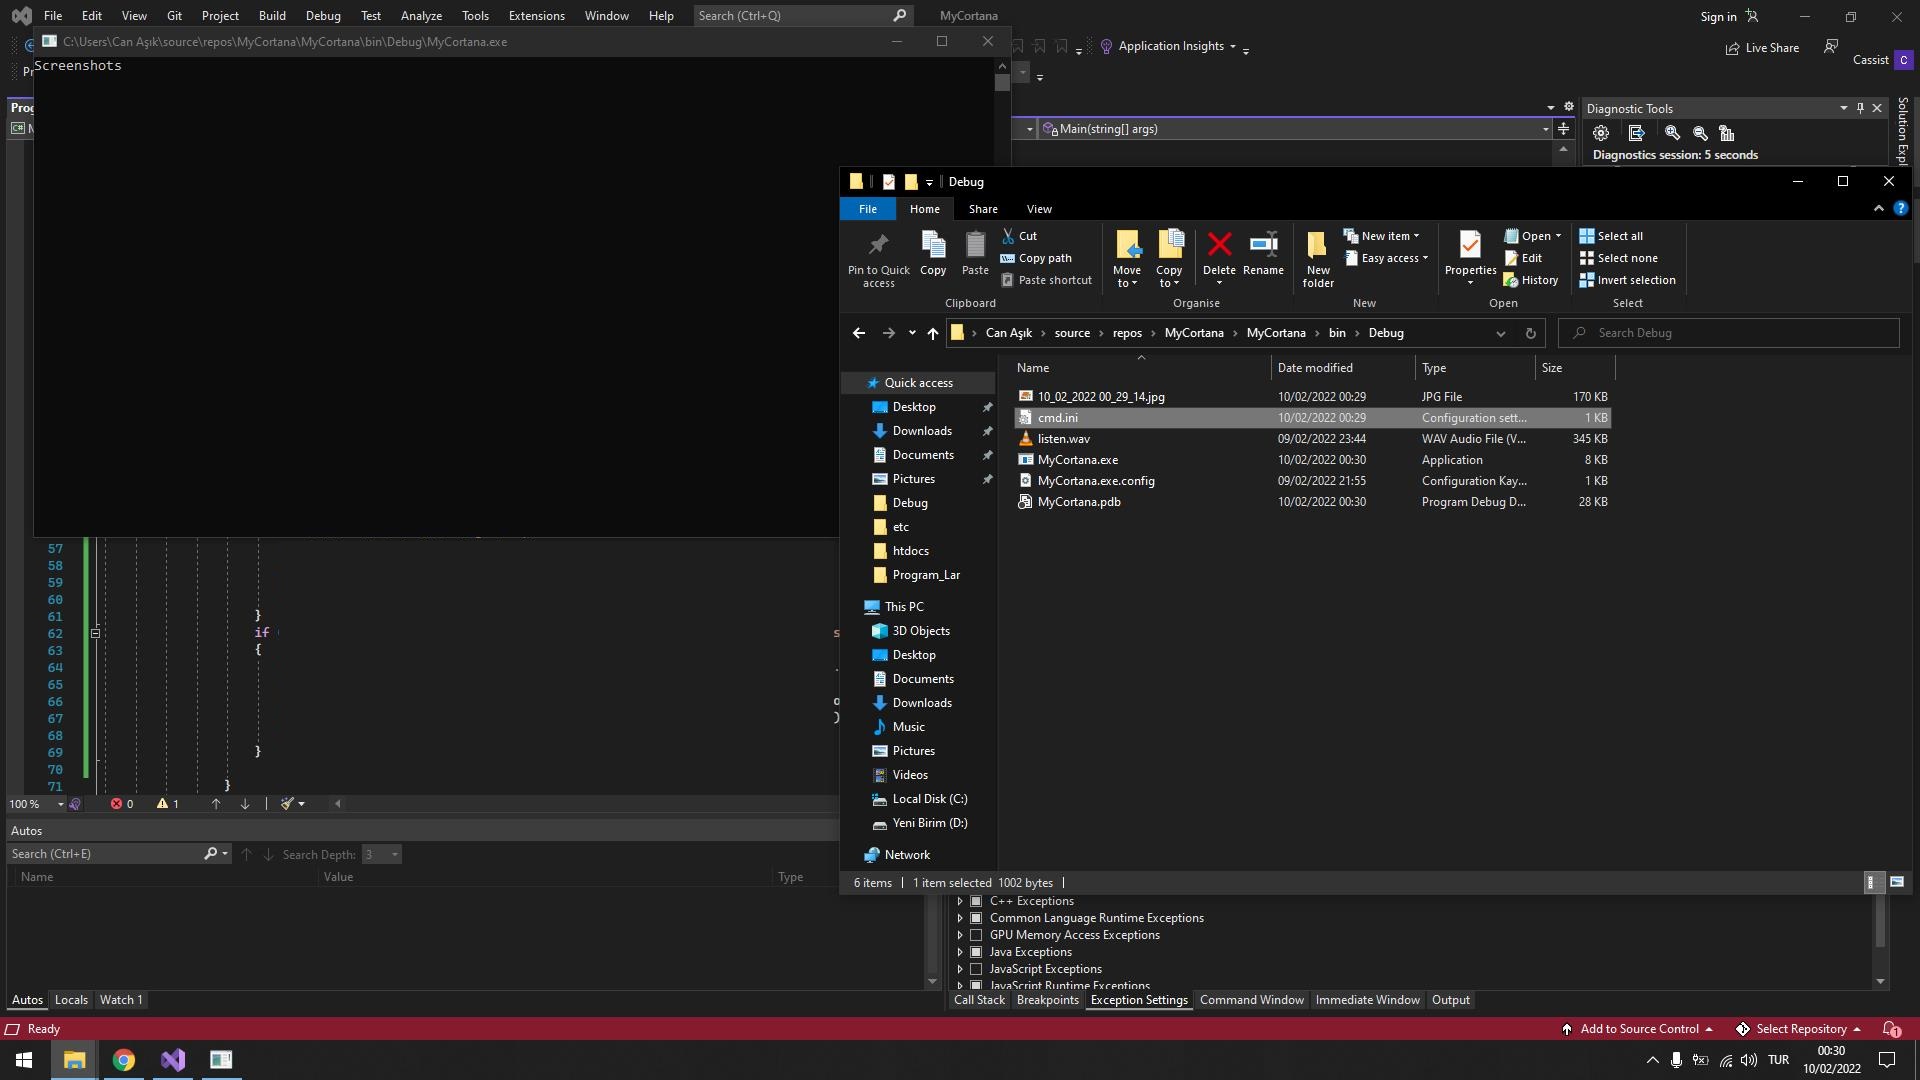 File Edit View Git Project Build Debug Test Analyze Tools Extensions Window Help Search (Ctrl+Q) MyCortana Sign in
C:\Users\Can Aşık\source\repos\MyCortana\MyCortana\bin\Debug\MyCortana.exe
Application Insights
Live Share
Cassist C
Screenshots
Diagnostic Tools
Main(string[] args)
Diagnostics session: 5 seconds
Debug
File Home Share View
Pin to Quick access
Copy
Paste
Cut
Copy path
Paste shortcut
Clipboard
Move to
Copy to
Delete
Rename
Organise
New folder
New item
Easy access
New
Properties
Open
Edit
History
Open
Select all
Select none
Invert selection
Select
Can Aşık source repos MyCortana MyCortana bin Debug
Search Debug
Name Date modified Type Size
10_02_2022 00_29_14.jpg 10/02/2022 00:29 JPG File 170 KB
cmd.ini 10/02/2022 00:29 Configuration sett... 1 KB
listen.wav 09/02/2022 23:44 WAV Audio File (V... 345 KB
MyCortana.exe 10/02/2022 00:30 Application 8 KB
MyCortana.exe.config 09/02/2022 21:55 Configuration Kay... 1 KB
MyCortana.pdb 10/02/2022 00:30 Program Debug D... 28 KB
Quick access
Desktop
Downloads
Documents
Pictures
Debug
etc
htdocs
Program_Lar
This PC
3D Objects
Desktop
Documents
Downloads
Music
Pictures
Videos
Local Disk (C:)
Yeni Birim (D:)
Network
6 items 1 item selected 1002 bytes
57
58
59
60
61 }
62 if
63 {
64
65
66
67
68
69 }
70
71 }
100 % 0 1
Autos
Search (Ctrl+E) Search Depth: 3
Name Value Type
Autos Locals Watch 1
C++ Exceptions
Common Language Runtime Exceptions
GPU Memory Access Exceptions
Java Exceptions
JavaScript Exceptions
JavaScript Runtime Exceptions
Call Stack Breakpoints Exception Settings Command Window Immediate Window Output
Ready
Add to Source Control Select Repository 1
TUR
00:30
10/02/2022